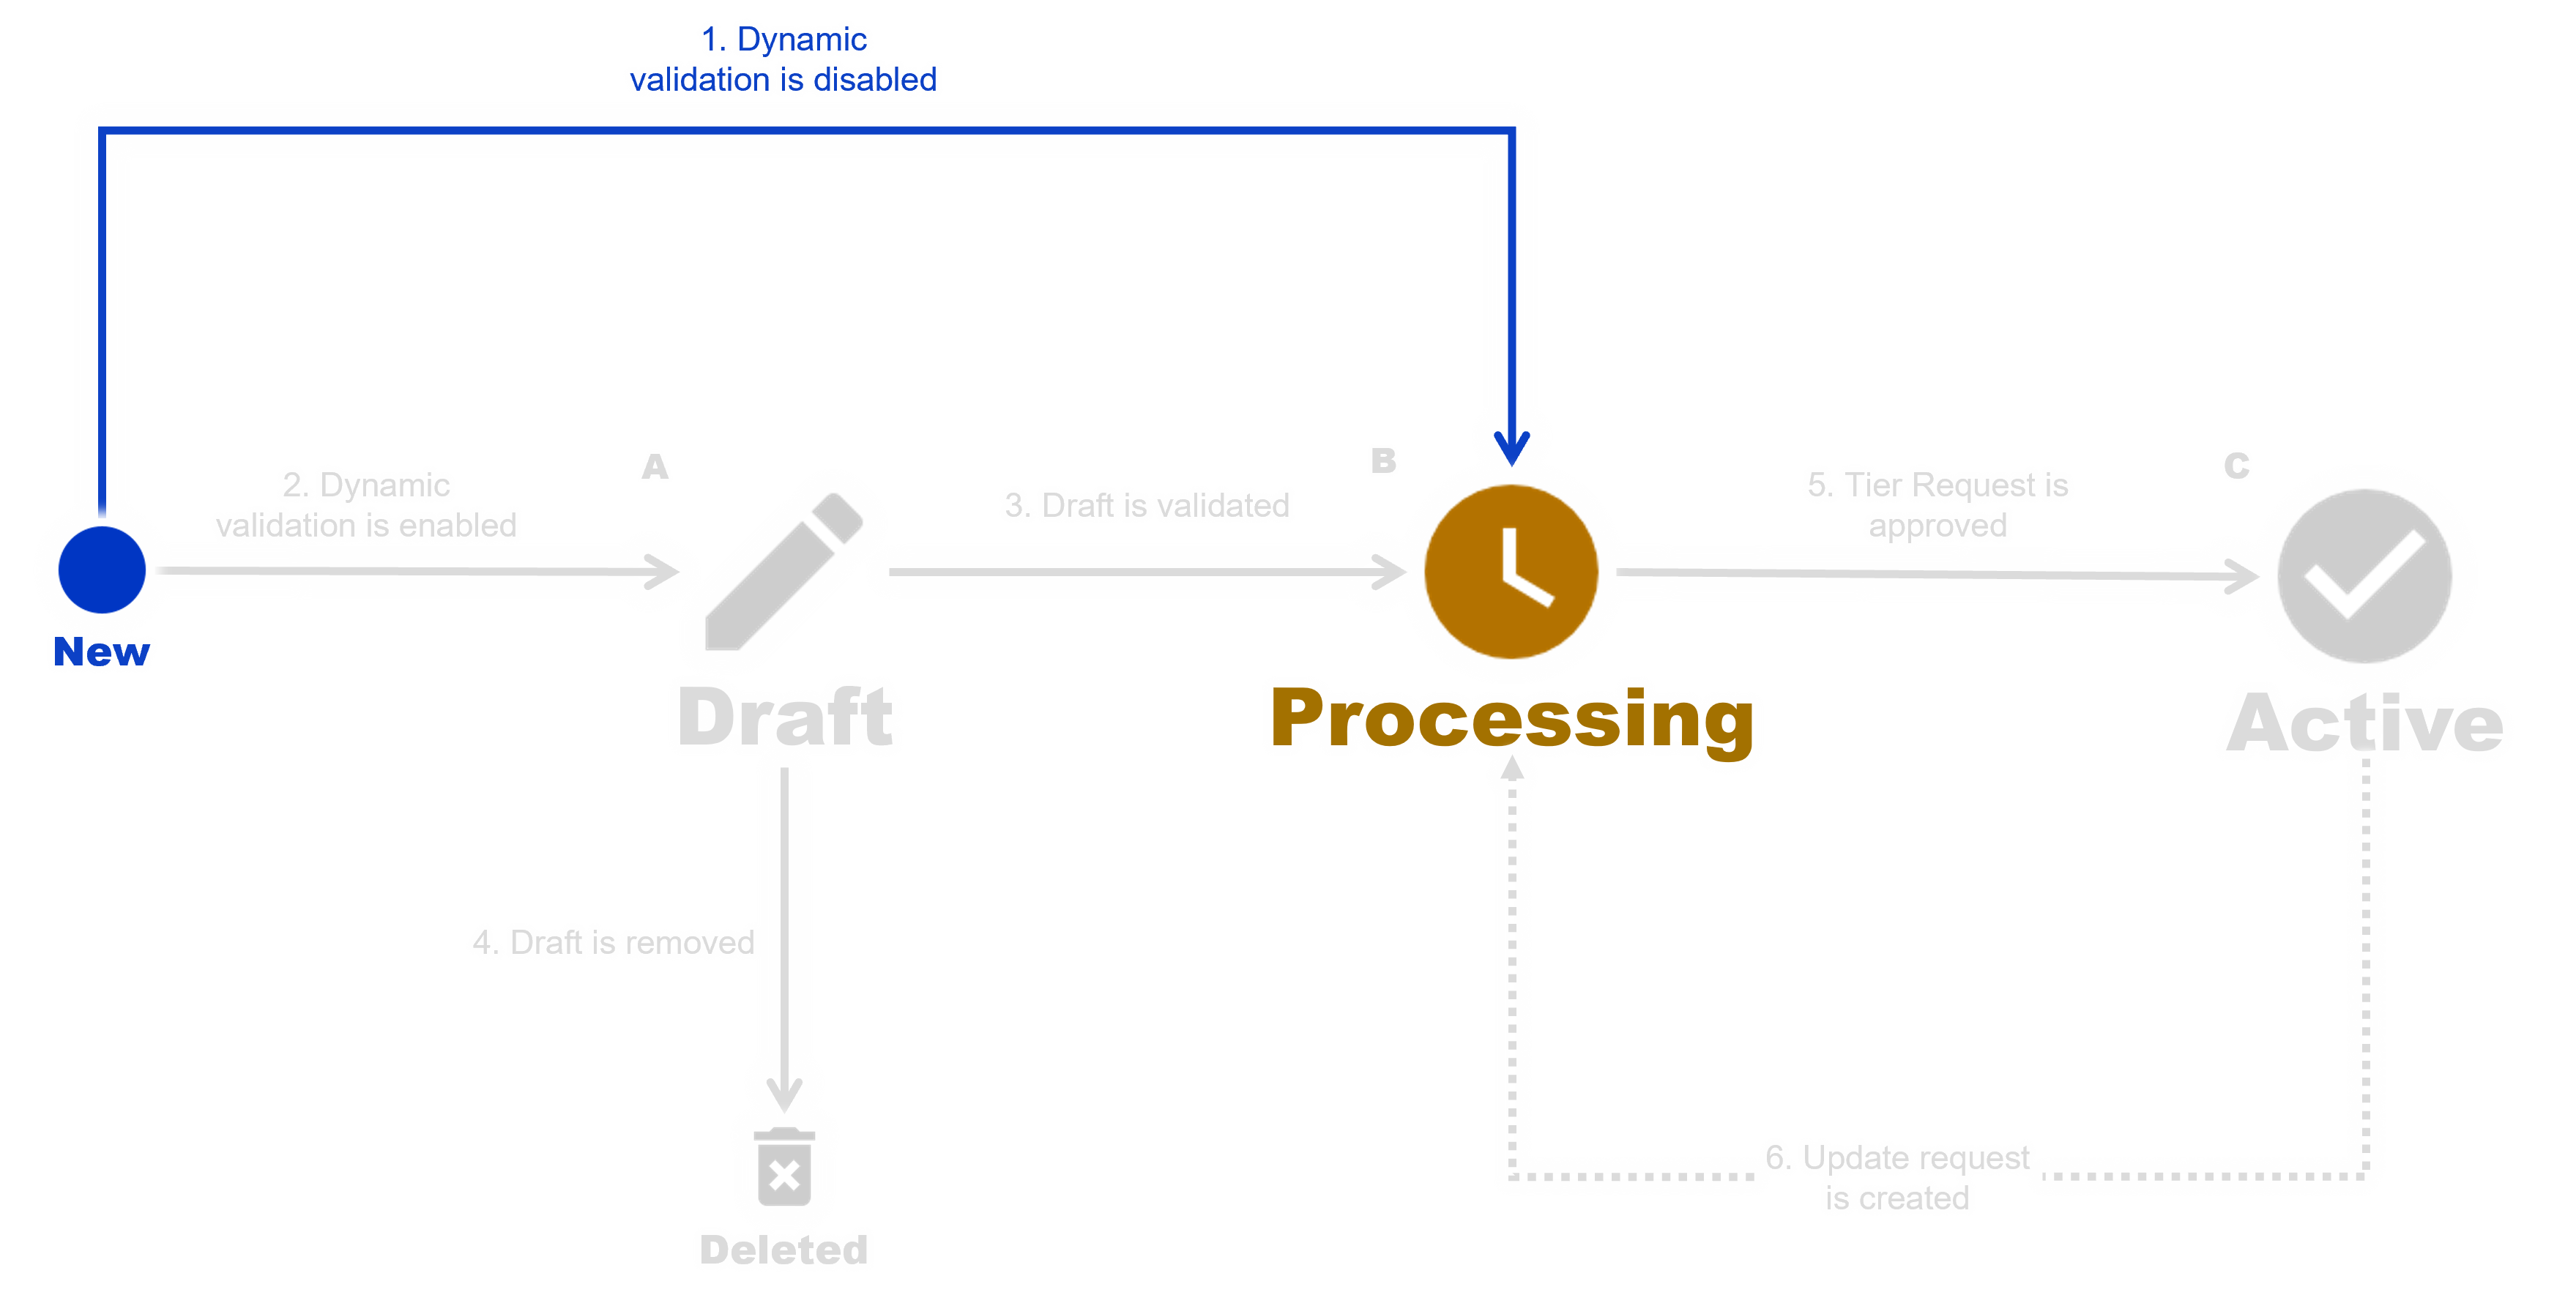 1. Dynamic
validation is disabled
2. Dynamic
validation is enabled
A
3. Draft is validated
B
5. Tier Request is
approved
C
New
Draft
Processing
Active
4. Draft is removed
6. Update request
is created
Deleted